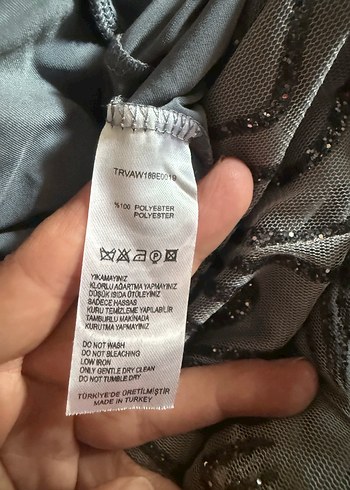 TRVAW18BE0019
%100 POLYESTER
POLYESTER
YIKAMAYINIZ
KLORLU AĞARTMA YAPMAYINIZ
DÜŞÜK ISIDA ÜTÜLEYİNİZ
SADECE HASSAS
KURU TEMİZLEME YAPILABİLİR
TAMBURLU MAKİNADA
KURUTMA YAPMAYINIZ
DO NOT WASH
DO NOT BLEACHING
LOW IRON
ONLY GENTLE DRY CLEAN
DO NOT TUMBLE DRY
TÜRKİYE'DE ÜRETİLMİŞTİR
MADE IN TURKEY